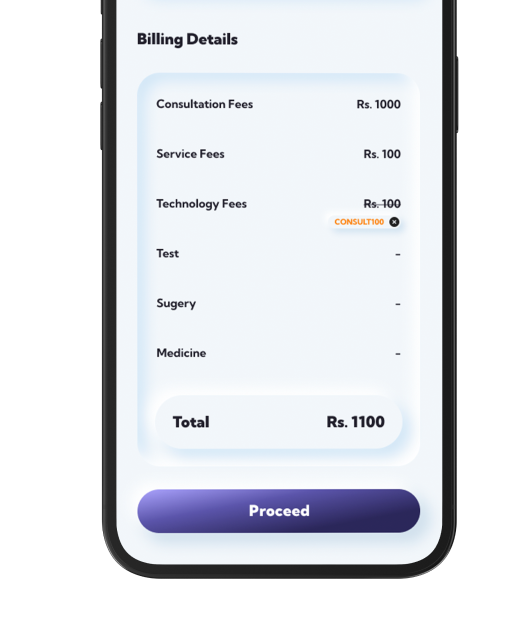 Billing Details
Consultation Fees Rs. 1000
Service Fees Rs. 100
Technology Fees Rs. 100
CONSULT100
Test -
Sugery -
Medicine -
Total Rs. 1100
Proceed